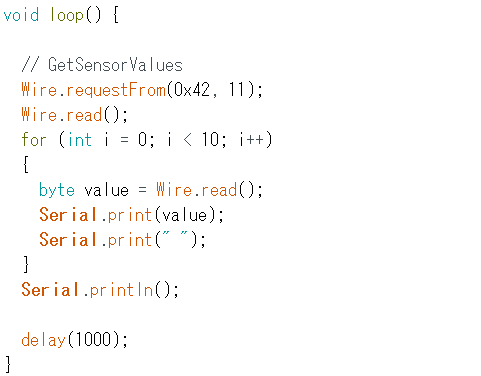 void loop() {
// GetSensorValues
Wire.requestFrom(0x42, 11);
Wire.read();
for (int i = 0; i < 10; i++)
{
byte value = Wire.read();
Serial.print(value);
Serial.print(" ");
}
Serial.println();
delay(1000);
}